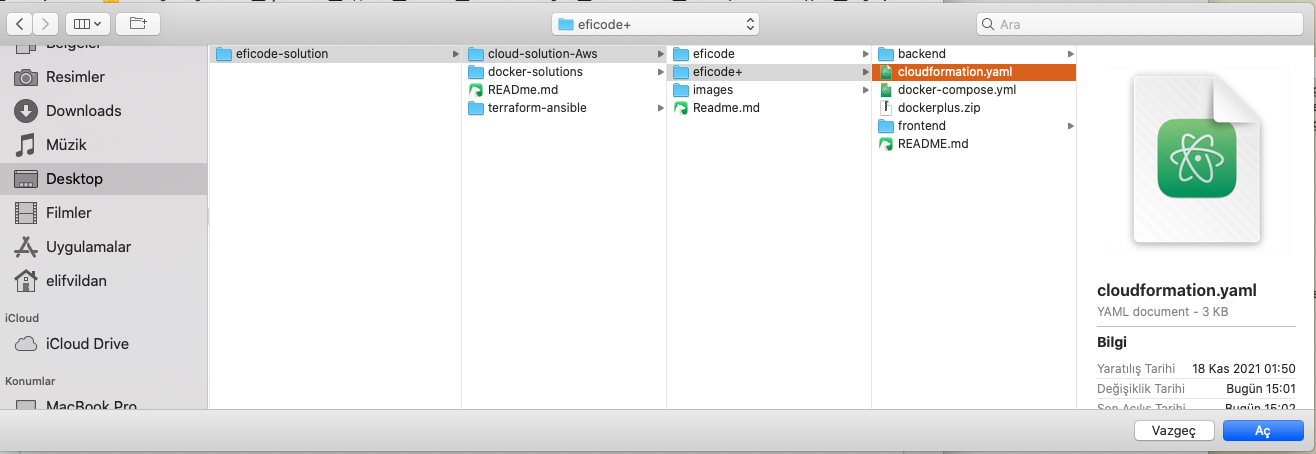 eficode+
Ara
Belgeler
Resimler
Downloads
Müzik
Desktop
Filmler
Uygulamalar
elifvildan
iCloud
iCloud Drive
Konumlar
MacBook Pro
eficode-solution
cloud-solution-Aws
docker-solutions
READme.md
terraform-ansible
eficode
eficode+
images
Readme.md
backend
cloudformation.yaml
docker-compose.yml
dockerplus.zip
frontend
README.md
cloudformation.yaml
YAML document - 3 KB
Bilgi
Yaratılış Tarihi 18 Kas 2021 01:50
Değişiklik Tarihi Bugün 15:01
Son Açılış Tarihi Bugün 15:02
Vazgeç
Aç